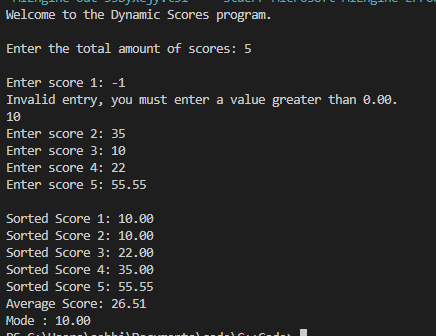 Welcome to the Dynamic Scores program.
Enter the total amount of scores: 5
Enter score 1: -1
Invalid entry, you must enter a value greater than 0.00.
10
Enter score 2: 35
Enter score 3: 10
Enter score 4: 22
Enter score 5: 55.55
Sorted Score 1: 10.00
Sorted Score 2: 10.00
Sorted Score 3: 22.00
Sorted Score 4: 35.00
Sorted Score 5: 55.55
Average Score: 26.51
Mode : 10.00